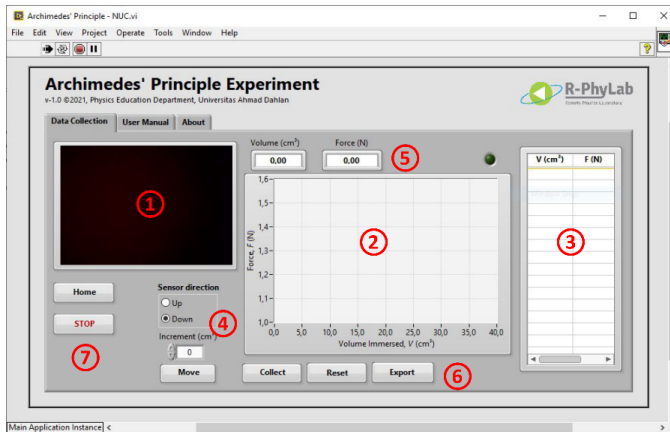 Archimedes' Principle - NUC.vi
File Edit View Project Operate Tools Window Help
Archimedes' Principle Experiment
v-1.0 ©2021, Physics Education Department, Universitas Ahmad Dahlan
R-PhyLab
Remote Physics Laboratory
Data Collection User Manual About
Volume (cm³) Force (N)
0,00 0,00
5
V (cm³) F (N)
1
2
3
Force, F (N)
1,6
1,5
1,4
1,3
1,2
1,1
1,0
0,0 5,0 10,0 15,0 20,0 25,0 30,0 35,0 40,0
Volume Immersed, V (cm³)
Home
STOP
7
Sensor direction
Up
Down
4
Increment (cm³)
0
Move
Collect Reset Export
6
Main Application Instance